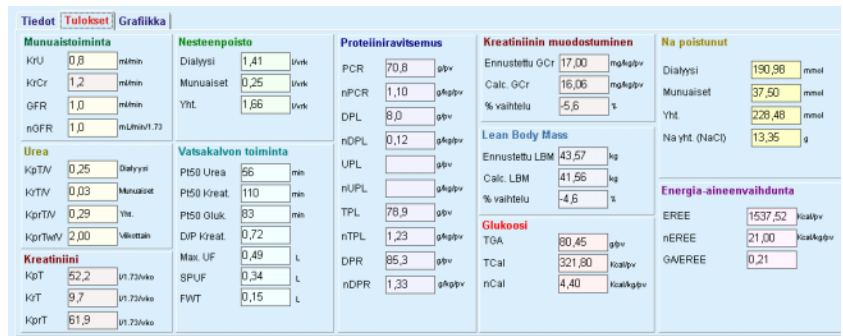 Tiedot Tulokset Grafiikka
Munuaistoiminta
KrU 0,8 ml/min
KrCr 1,2 ml/min
GFR 1,0 ml/min
nGFR 1,0 mL/min/1.73
Urea
KpT/V 0,25 Dialyysi
KrT/V 0,03 Munuaiset
KprT/V 0,29 Yht.
KprTw/V 2,00 Viikottain
Kreatiniini
KpT 52,2 l/1.73/vko
KrT 9,7 l/1.73/vko
KprT 61,9 l/1.73/vko
Nesteenpoisto
Dialyysi 1,41 l/vrk
Munuaiset 0,25 l/vrk
Yht. 1,66 l/vrk
Vatsakalvon toiminta
Pt50 Urea 56 min
Pt50 Kreat. 110 min
Pt50 Gluk. 83 min
D/P Kreat. 0,72
Max. UF 0,49 L
SPUF 0,34 L
FWT 0,15 L
Proteiiniravitsemus
PCR 70,8 g/pv
nPCR 1,10 g/kg/pv
DPL 8,0 g/pv
nDPL 0,12 g/kg/pv
UPL g/pv
nUPL g/kg/pv
TPL 78,9 g/pv
nTPL 1,23 g/kg/pv
DPR 85,3 g/pv
nDPR 1,33 g/kg/pv
Kreatiniinin muodostuminen
Ennustettu GCr 17,00 mg/kg/pv
Calc. GCr 16,06 mg/kg/pv
% vaihtelu -5,6 %
Lean Body Mass
Ennustettu LBM 43,57 kg
Calc. LBM 41,56 kg
% vaihtelu -4,6 %
Glukoosi
TGA 80,45 g/pv
TCal 321,80 Kcal/pv
nCal 4,40 Kcal/kg/pv
Na poistunut
Dialyysi 190,98 mmol
Munuaiset 37,50 mmol
Yht. 228,48 mmol
Na yht. (NaCl) 13,35 g
Energia-aineenvaihdunta
EREE 1537,52 Kcal/pv
nEREE 21,00 Kcal/kg/pv
GA/EREE 0,21